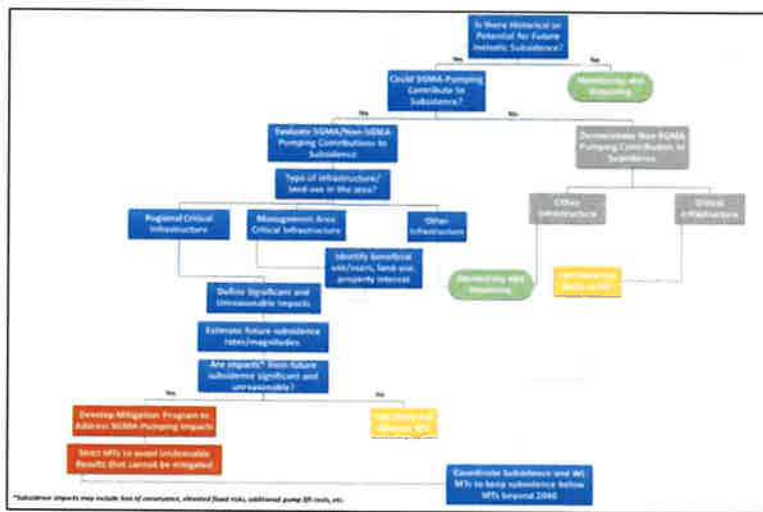 Is there Historical or
Potential for Future
Inelastic Subsidence?
Yes
No
Could SGMA-Pumping
Contribute to
Subsidence?
Monitoring and
Reporting
Yes
No
Evaluate SGMA/Non-SGMA
Pumping Contributions to
Subsidence
Demonstrate Non-SGMA
Pumping Contribution to
Subsidence
Type of infrastructure/
land use in the area?
Regional Critical
Infrastructure
Management Area
Critical Infrastructure
Other
Infrastructure
Other
Infrastructure
Critical
Infrastructure
Identify beneficial
use/users, land use,
property interest
Monitoring and
Reporting
Define Significant and
Unreasonable Impacts
Estimate future subsidence
rates/magnitudes
Are impacts* from future
subsidence significant and
unreasonable?
Yes
no
Develop Mitigation Program to
Address SGMA-Pumping Impacts
Strict MTs to avoid Undesirable
Results that cannot be mitigated
Coordinate Subsidence and WL
MTs to keep subsidence below
MTs beyond 2040
*Subsidence impacts may include loss of conveyance, elevated flood risks, additional pump lift costs, etc.